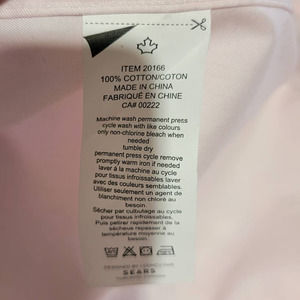 ITEM 20166
100% COTTON/COTON
MADE IN CHINA
FABRIQUÉ EN CHINE
CA# 00222
Machine wash permanent press
cycle wash with like colours
only non-chlorine bleach when
needed
tumble dry
permanent press cycle remove
promptly warm iron if needed
laver à la machine au cycle
pour tissus infroissables laver
avec des couleurs semblables.
Utiliser seulement un agent de
blanchiment non chloré au
besoin.
Sécher par culbutage au cycle
pour tissus infroissables.
Puis petirer rapidement de la
sécheuse repasser à
température moyenne au
besoin.
SEARS